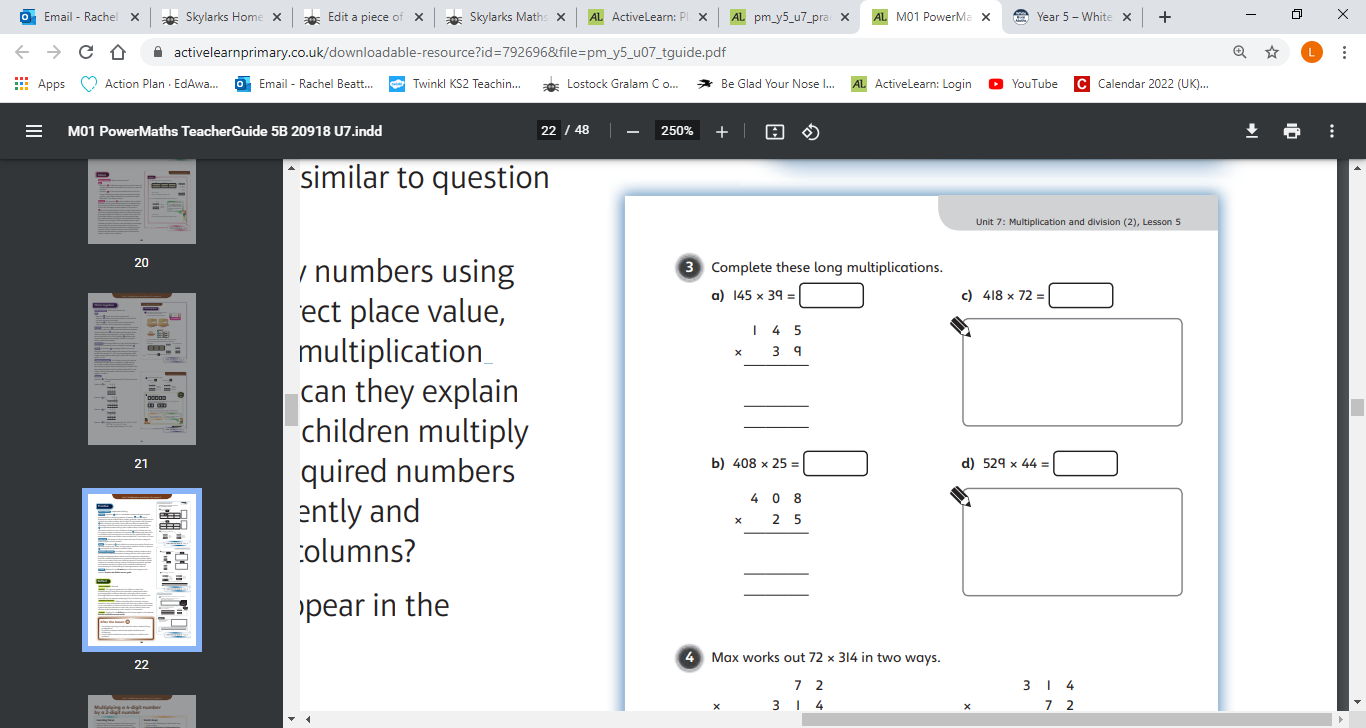 Email - Rachel
Skylarks Home
Edit a piece of
Skylarks Maths
ActiveLearn: P
pm_y5_u7_pra
M01 PowerMa
Year 5 – White
activelearnprimary.co.uk/downloadable-resource?id=792696&file=pm_y5_u07_tguide.pdf
L
Apps
Action Plan · EdAwa...
Email - Rachel Beatt...
Twinkl KS2 Teachin...
Lostock Gralam C o...
Be Glad Your Nose I...
ActiveLearn: Login
YouTube
Calendar 2022 (UK)...
M01 PowerMaths TeacherGuide 5B 20918 U7.indd
22 / 48
250%
20
21
22
similar to question
y numbers using
rect place value,
multiplication
can they explain
children multiply
quired numbers
ently and
columns?
ppear in the
Unit 7: Multiplication and division (2), Lesson 5
3 Complete these long multiplications.
a) 145 × 39 =
1 4 5
× 3 9
c) 418 × 72 =
b) 408 × 25 =
4 0 8
× 2 5
d) 529 × 44 =
4 Max works out 72 × 314 in two ways.
7 2
× 3 1 4
3 1 4
× 7 2